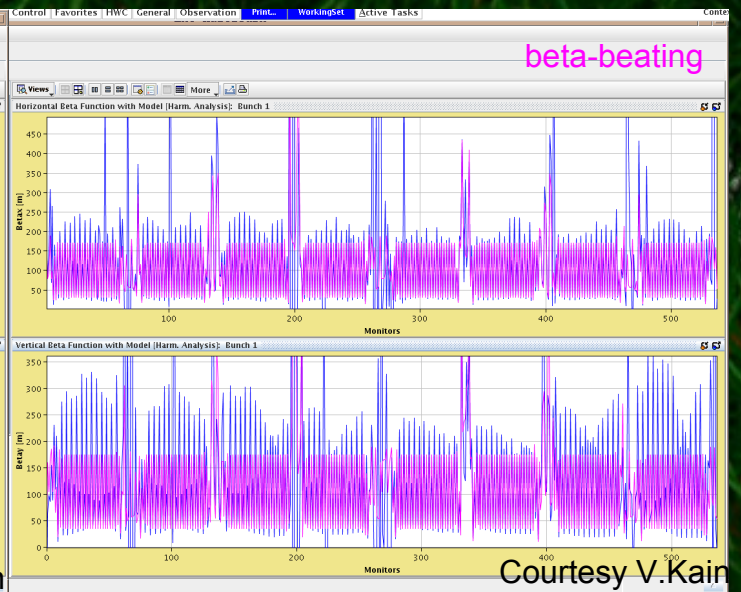 Control Favorites HWC General Observation Print... WorkingSet Active Tasks
beta-beating
Views More
Horizontal Beta Function with Model (Harm. Analysis): Bunch 1
Betax [m]
450
400
350
300
250
200
150
100
50
100 200 300 400 500
Monitors
Vertical Beta Function with Model (Harm. Analysis): Bunch 1
Betay [m]
350
300
250
200
150
100
50
0
0 100 200 300 400 500
Monitors
Courtesy V.Kain